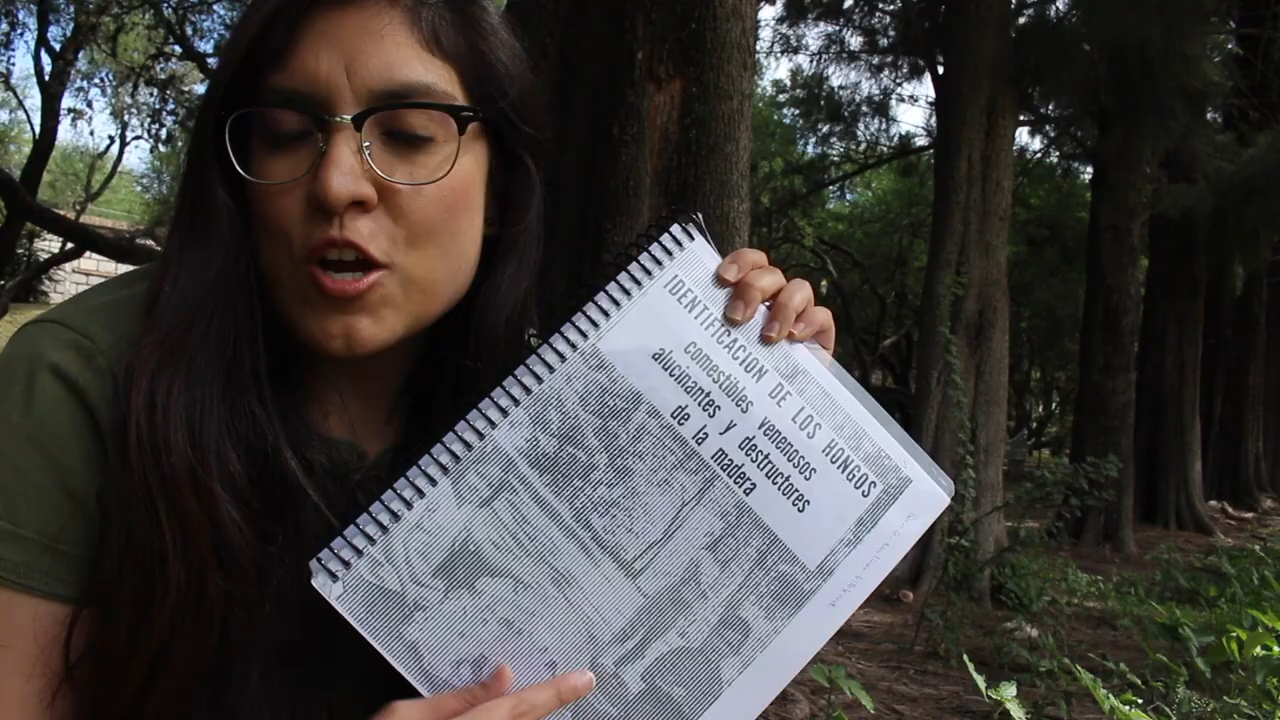 IDENTIFICACION DE LOS HONGOS
comestibles venenosos
alucinantes y destructores
de la madera